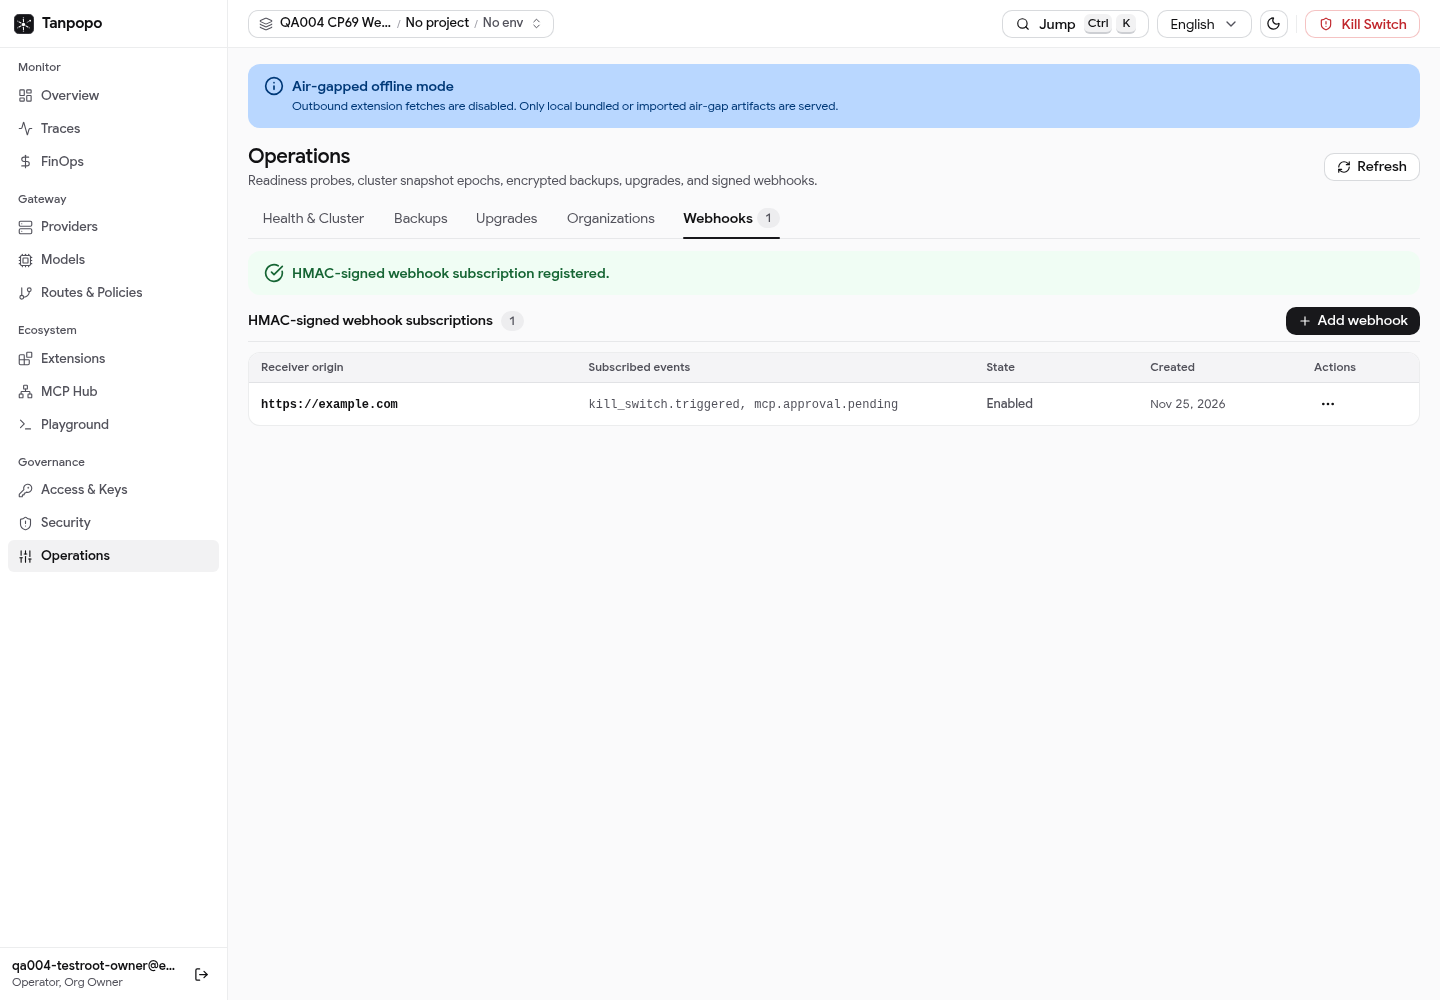 Tanpopo
QA004 CP69 We... / No project / No env
Jump Ctrl K
English
Kill Switch
Monitor
Overview
Traces
FinOps
Gateway
Providers
Models
Routes & Policies
Ecosystem
Extensions
MCP Hub
Playground
Governance
Access & Keys
Security
Operations
qa004-testroot-owner@e...
Operator, Org Owner
Air-gapped offline mode
Outbound extension fetches are disabled. Only local bundled or imported air-gap artifacts are served.
Operations
Readiness probes, cluster snapshot epochs, encrypted backups, upgrades, and signed webhooks.
Refresh
Health & Cluster Backups Upgrades Organizations Webhooks 1
HMAC-signed webhook subscription registered.
HMAC-signed webhook subscriptions 1
Add webhook
Receiver origin Subscribed events State Created Actions
https://example.com kill_switch.triggered, mcp.approval.pending Enabled Nov 25, 2026